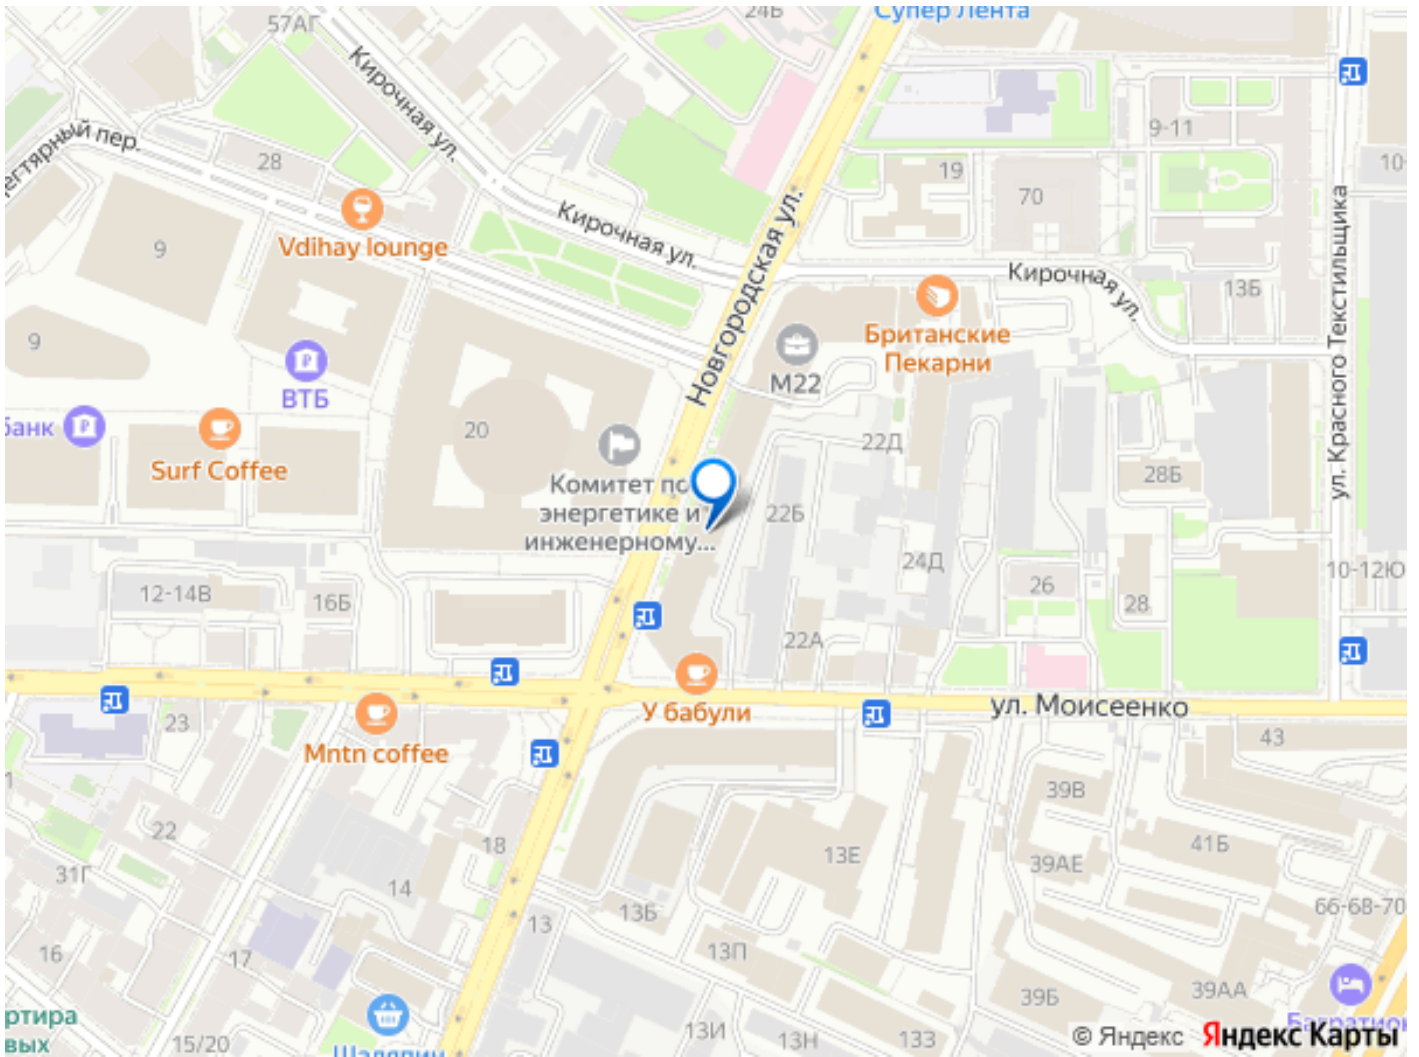 57АГ
24Б
Супер Лента
Кирочная ул.
9-11
10-
28
19
70
Vdihay lounge
Кирочная ул.
Новгородская ул.
9
Кирочная ул.
13Б
ул. Красного Текстильщика
Британские
Пекарни
9
М22
ВТБ
банк
20
22Д
Surf Coffee
28Б
Комитет по
энергетике и
инженерному...
22Б
24Д
10-12Ю
12-14В
16Б
26
28
22А
У бабули
ул. Моисеенко
23
Mntn coffee
43
39В
22
18
13Е
41Б
31Г
14
39АЕ
13Б
66-68-70
13
13П
16
17
39Б
39АА
ртира
вых
15/20
Шаляпин
13И
13Н
133
Багратион
© Яндекс
Яндекс Карты